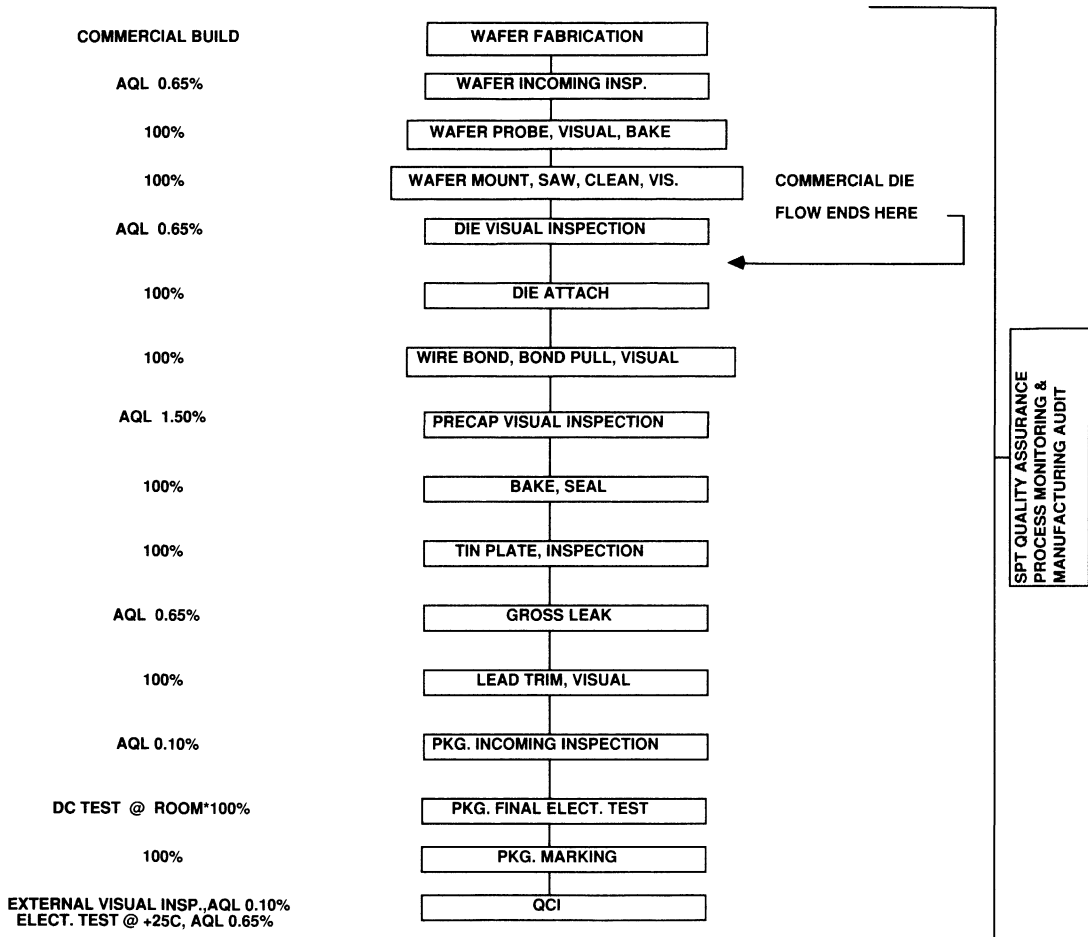 COMMERCIAL BUILD
WAFER FABRICATION
AQL 0.65%
WAFER INCOMING INSP.
100%
WAFER PROBE, VISUAL, BAKE
100%
WAFER MOUNT, SAW, CLEAN, VIS.
COMMERCIAL DIE
FLOW ENDS HERE
AQL 0.65%
DIE VISUAL INSPECTION
100%
DIE ATTACH
100%
WIRE BOND, BOND PULL, VISUAL
AQL 1.50%
PRECAP VISUAL INSPECTION
100%
BAKE, SEAL
100%
TIN PLATE, INSPECTION
AQL 0.65%
GROSS LEAK
100%
LEAD TRIM, VISUAL
AQL 0.10%
PKG. INCOMING INSPECTION
DC TEST @ ROOM*100%
PKG. FINAL ELECT. TEST
100%
PKG. MARKING
EXTERNAL VISUAL INSP.,AQL 0.10%
ELECT. TEST @ +25C, AQL 0.65%
QCI
SPT QUALITY ASSURANCE
PROCESS MONITORING &
MANUFACTURING AUDIT